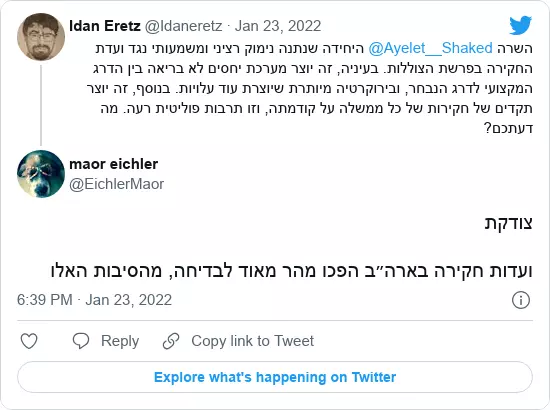 Idan Eretz @Idaneretz · Jan 23, 2022
השרה @Ayelet__Shaked היחידה שנתנה נימוק רציני ומשמעותי נגד ועדת
החקירה בפרשת הצוללות. בעיניה, זה יוצר מערכת יחסים לא בריאה בין הדרג
המקצועי לדרג הנבחר, ובירוקרטיה מיותרת שיוצרת עוד עלויות. בנוסף, זה יוצר
תקדים של חקירות של כל ממשלה על קודמתה, וזו תרבות פוליטית רעה. מה
דעתכם?
maor eichler
@EichlerMaor
צודקת
ועדות חקירה בארה״ב הפכו מהר מאוד לבדיחה, מהסיבות האלו
6:39 PM · Jan 23, 2022
Reply
Copy link to Tweet
Explore what's happening on Twitter